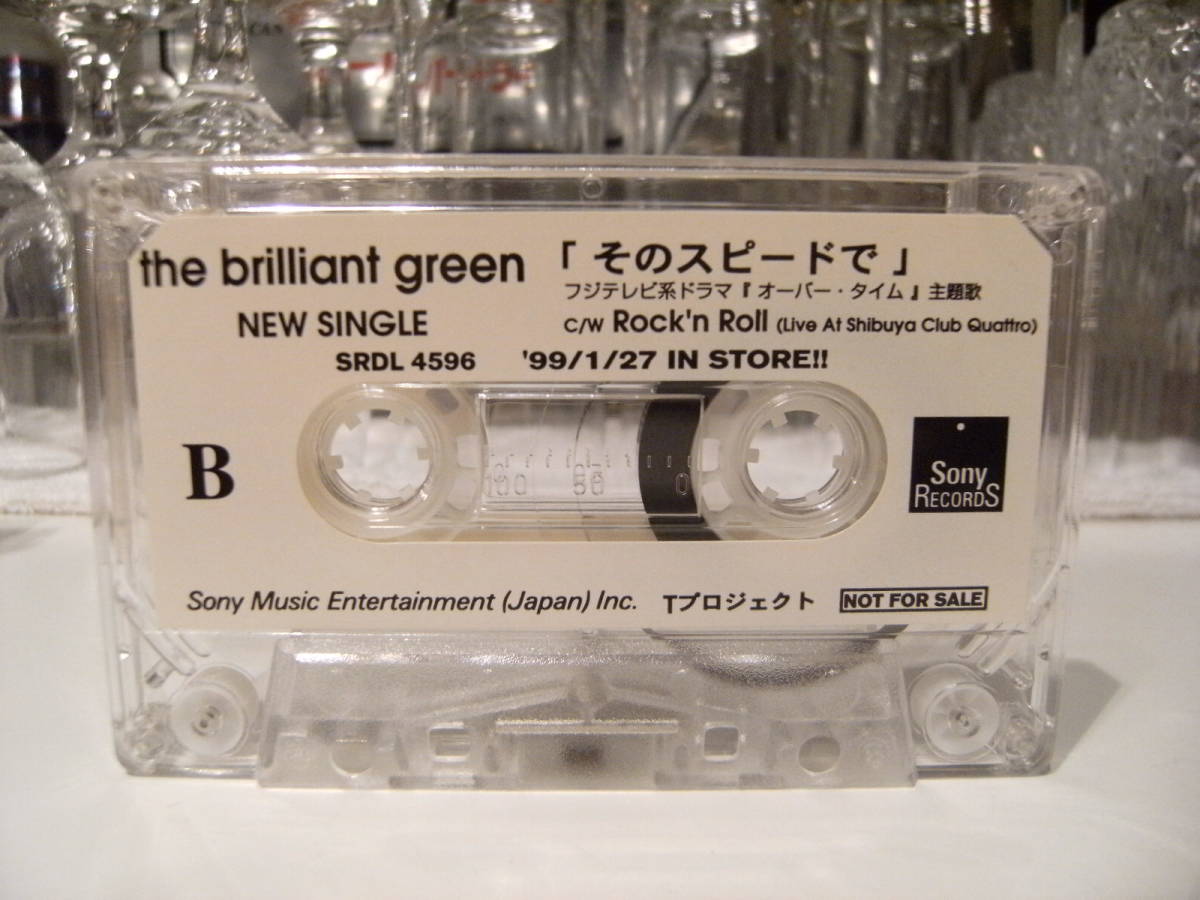 the brilliant green 「そのスピードで」
フジテレビ系ドラマ『オーバー・タイム』主題歌
NEW SINGLE C/W Rock'n Roll (Live At Shibuya Club Quattro)
SRDL 4596 '99/1/27 IN STORE!!
B
100 50 0
Sony
RECORDS
Sony Music Entertainment (Japan) Inc. Tプロジェクト NOT FOR SALE